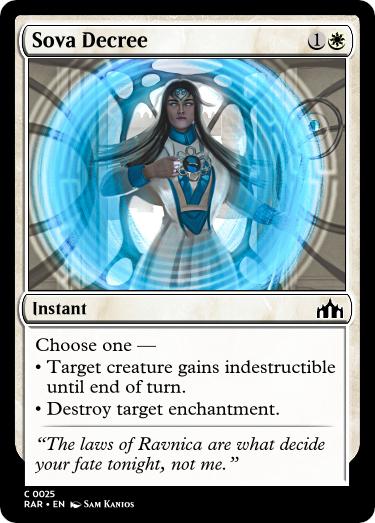 Sova Decree 1
Instant
Choose one —
• Target creature gains indestructible
until end of turn.
• Destroy target enchantment.
“The laws of Ravnica are what decide
your fate tonight, not me.”
C 0025
RAR • EN Sam Kanios